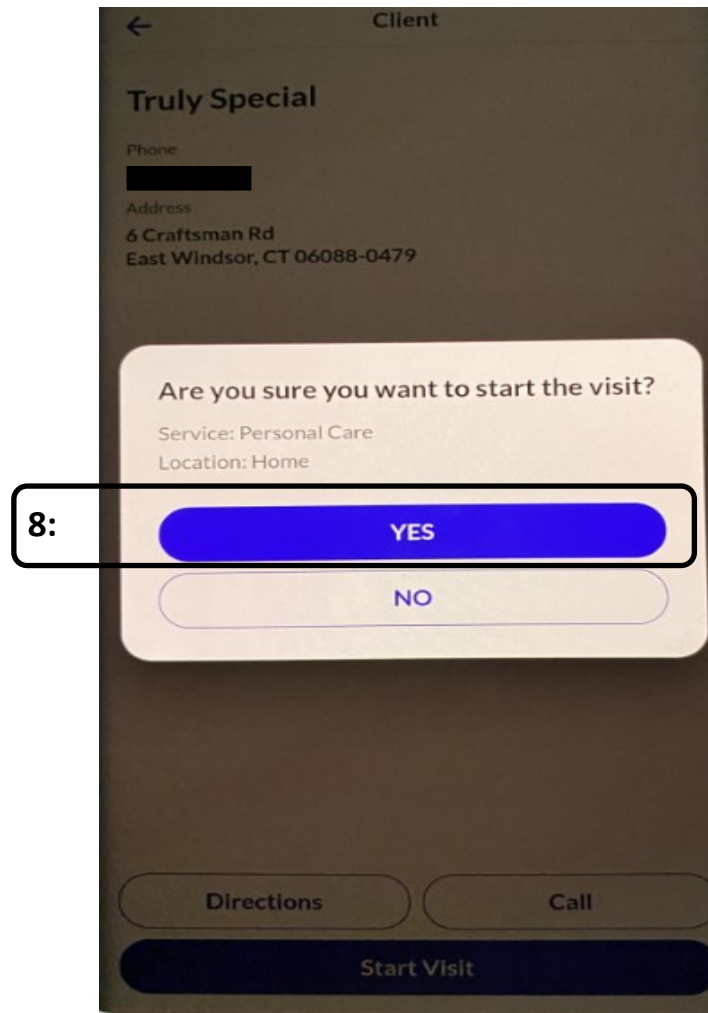 Client
Truly Special
Phone
Address
6 Craftsman Rd
East Windsor, CT 06088-0479
Are you sure you want to start the visit?
Service: Personal Care
Location: Home
8:
YES
NO
Directions
Call
Start Visit